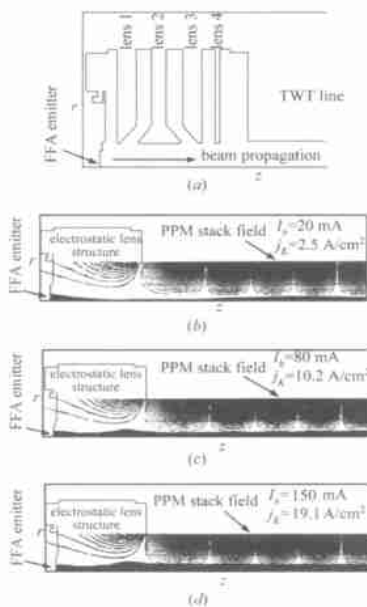 lens 1
lens 2
lens 3
lens 4
r
FFA emitter
TWT line
beam propagation
z
(a)
electrostatic lens
structure
r
FFA emitter
PPM stack field
I_b=20 mA
j_k=2.5 A/cm²
z
(b)
electrostatic lens
structure
r
FFA emitter
PPM stack field
I_b=80 mA
j_k=10.2 A/cm²
z
(c)
electrostatic lens
structure
r
FFA emitter
PPM stack field
I_b=150 mA
j_k=19.1 A/cm²
z
(d)